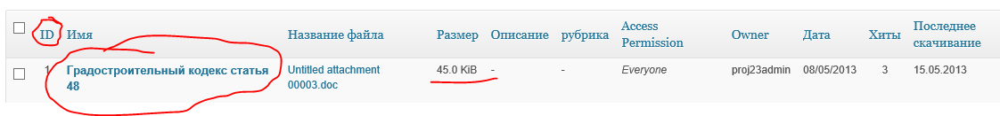 ID Имя Название файла Размер Описание рубрика Access Permission Owner Дата Хиты Последнее скачивание
1 Градостроительный кодекс статья 48 Untitled attachment 00003.doc 45.0 KiB - - Everyone proj23admin 08/05/2013 3 15.05.2013